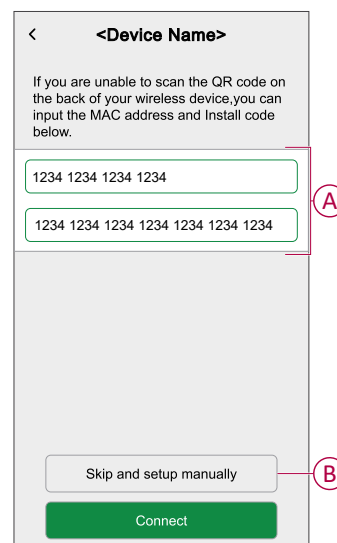 <Device Name>
If you are unable to scan the QR code on
the back of your wireless device,you can
input the MAC address and Install code
below.
1234 1234 1234 1234
A
1234 1234 1234 1234 1234 1234 1234
Skip and setup manually
B
Connect